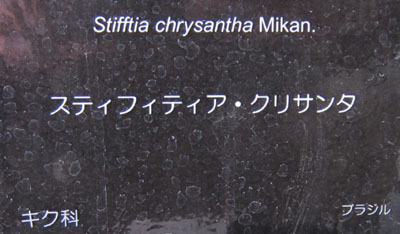 Stifftia chrysantha Mikan.
スティフィティア・クリサンタ
キク科
ブラジル